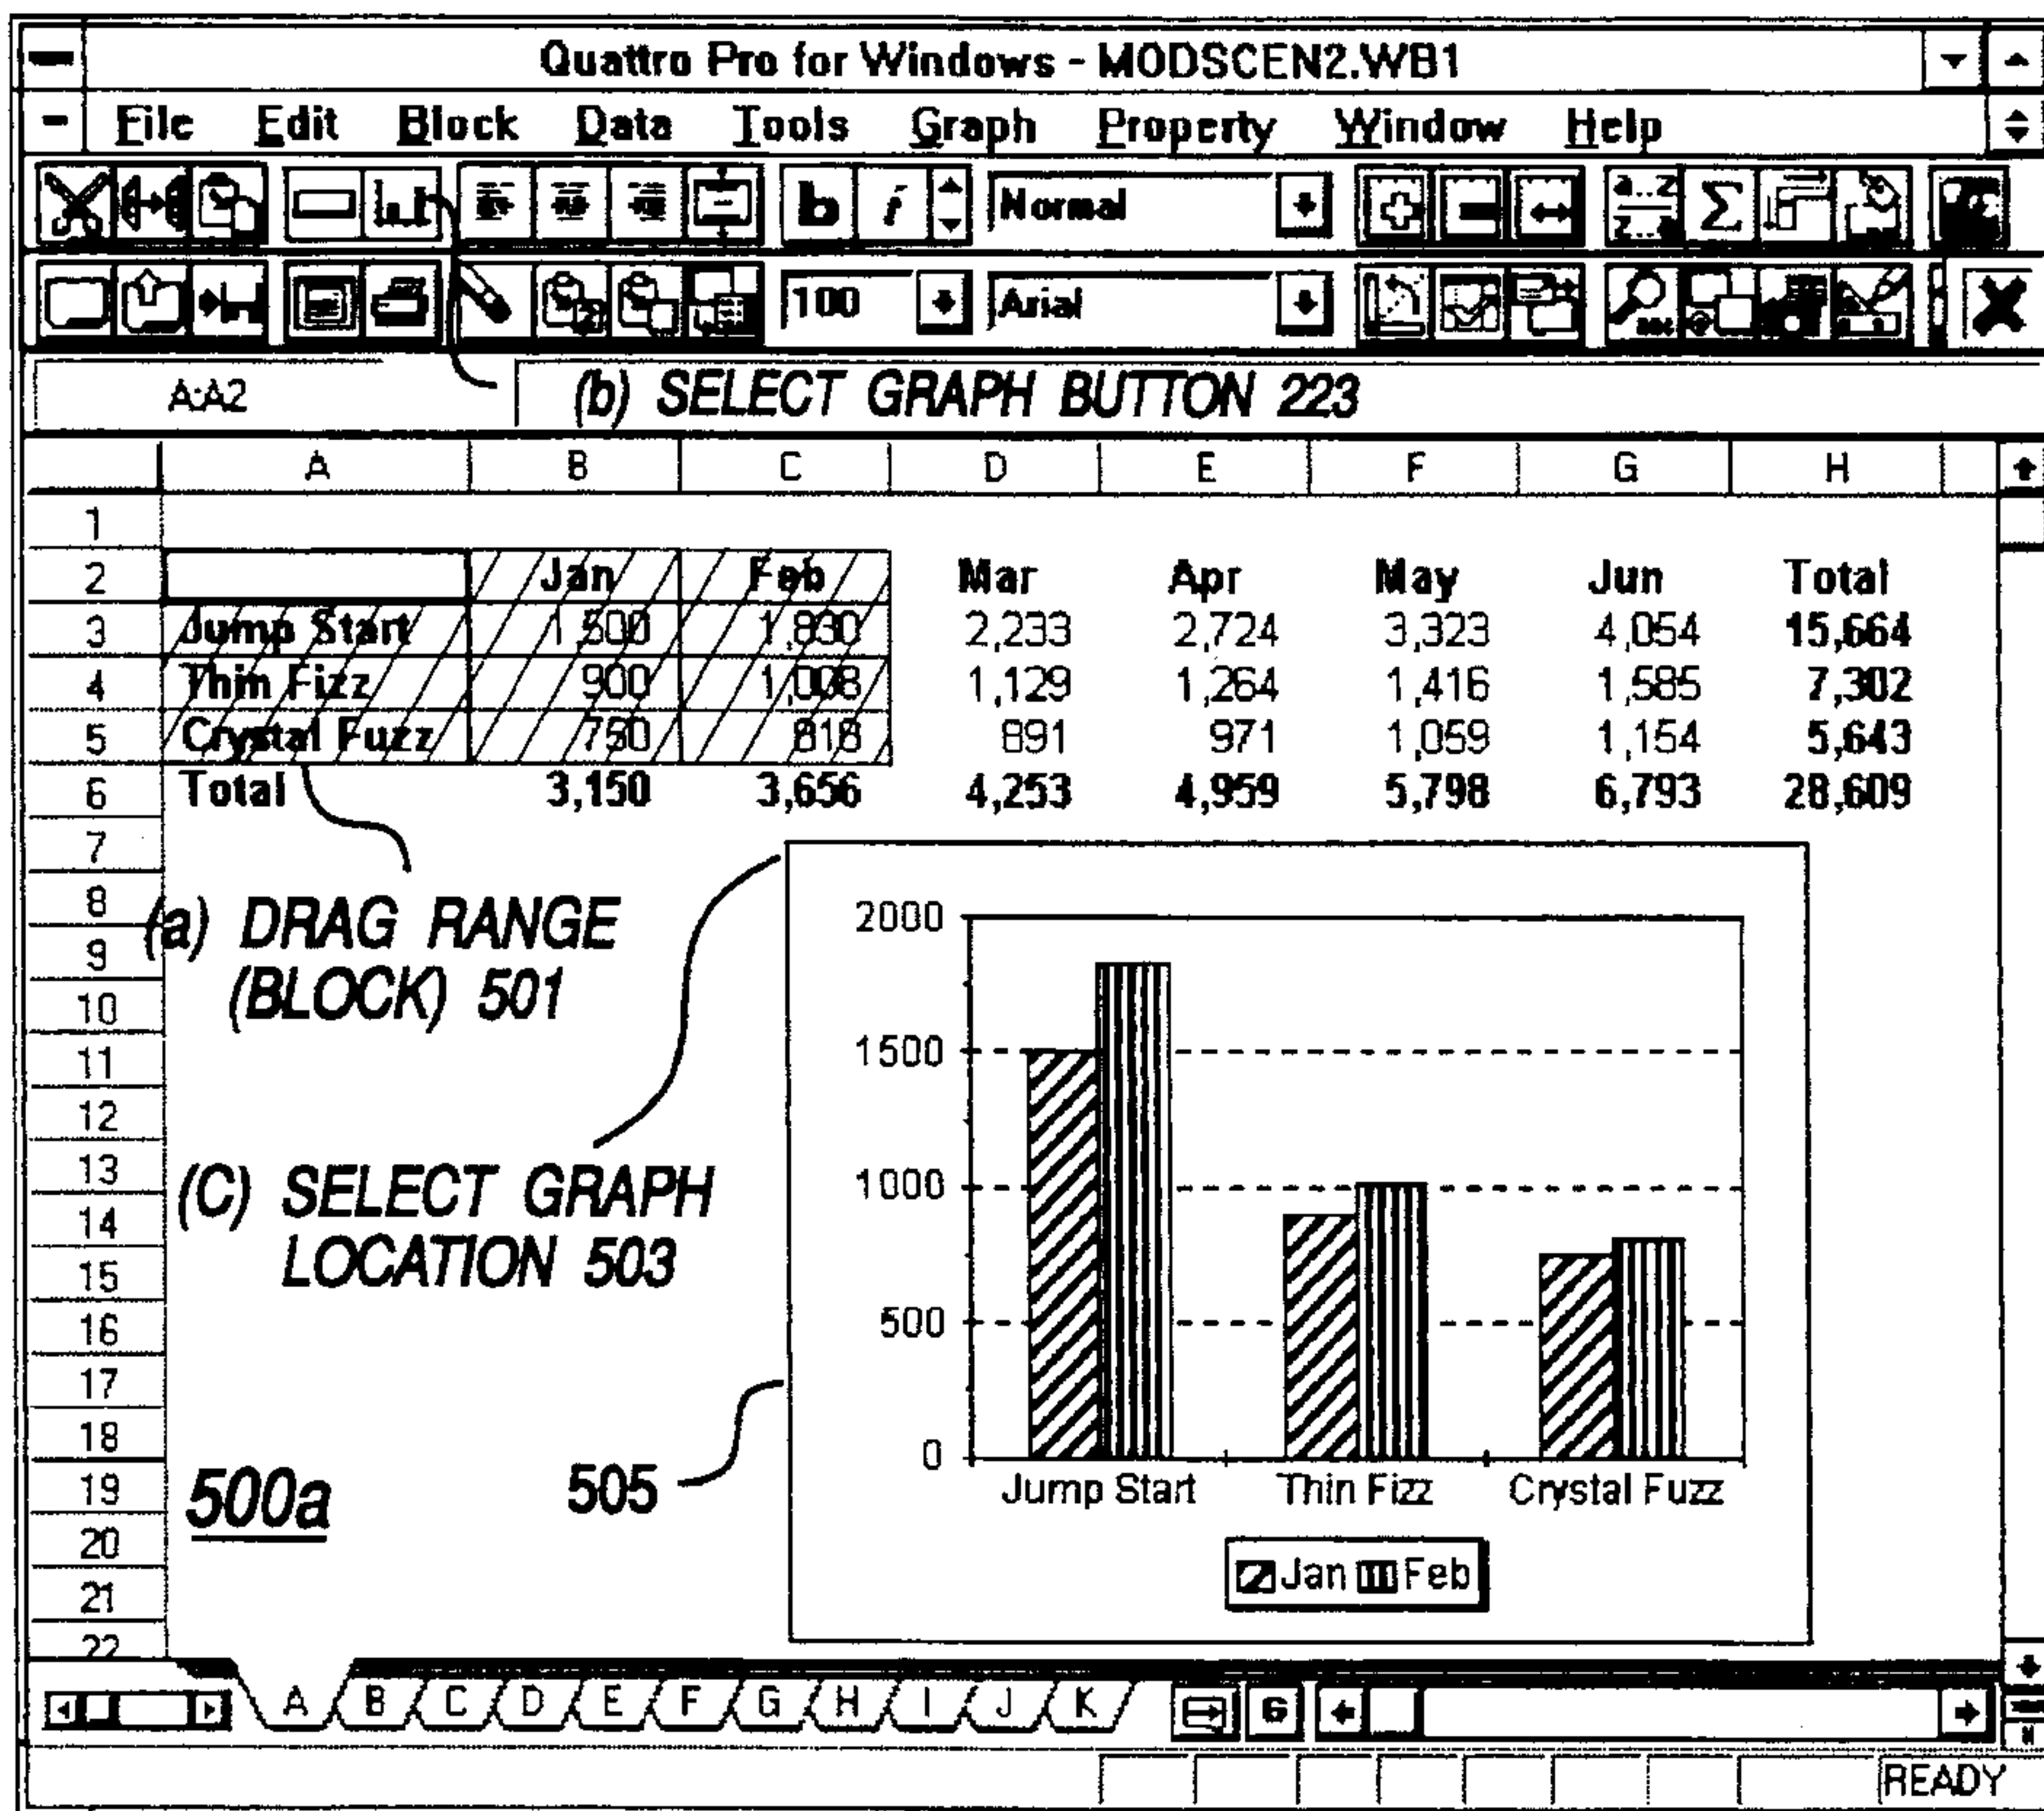 Quattro Pro for Windows - MODSCEN2.WB1
File Edit Block Data Tools Graph Property Window Help
b i Normal a..z z..a Σ
100 Arial abc
A:A2 (b) SELECT GRAPH BUTTON 223
A B C D E F G H
1
2 Jan Feb Mar Apr May Jun Total
3 Jump Start 1,500 1,830 2,233 2,724 3,323 4,054 15,664
4 Thin Fizz 900 1,008 1,129 1,264 1,416 1,585 7,302
5 Crystal Fuzz 750 818 891 971 1,059 1,154 5,643
6 Total 3,150 3,656 4,253 4,959 5,798 6,793 28,609
7
8
9
10
11
12
13
14
15
16
17
18
19
20
21
22
(a) DRAG RANGE
(BLOCK) 501
(C) SELECT GRAPH
LOCATION 503
500a
505
2000
1500
1000
500
0
Jump Start Thin Fizz Crystal Fuzz
Jan Feb
A B C D E F G H I J K G
READY